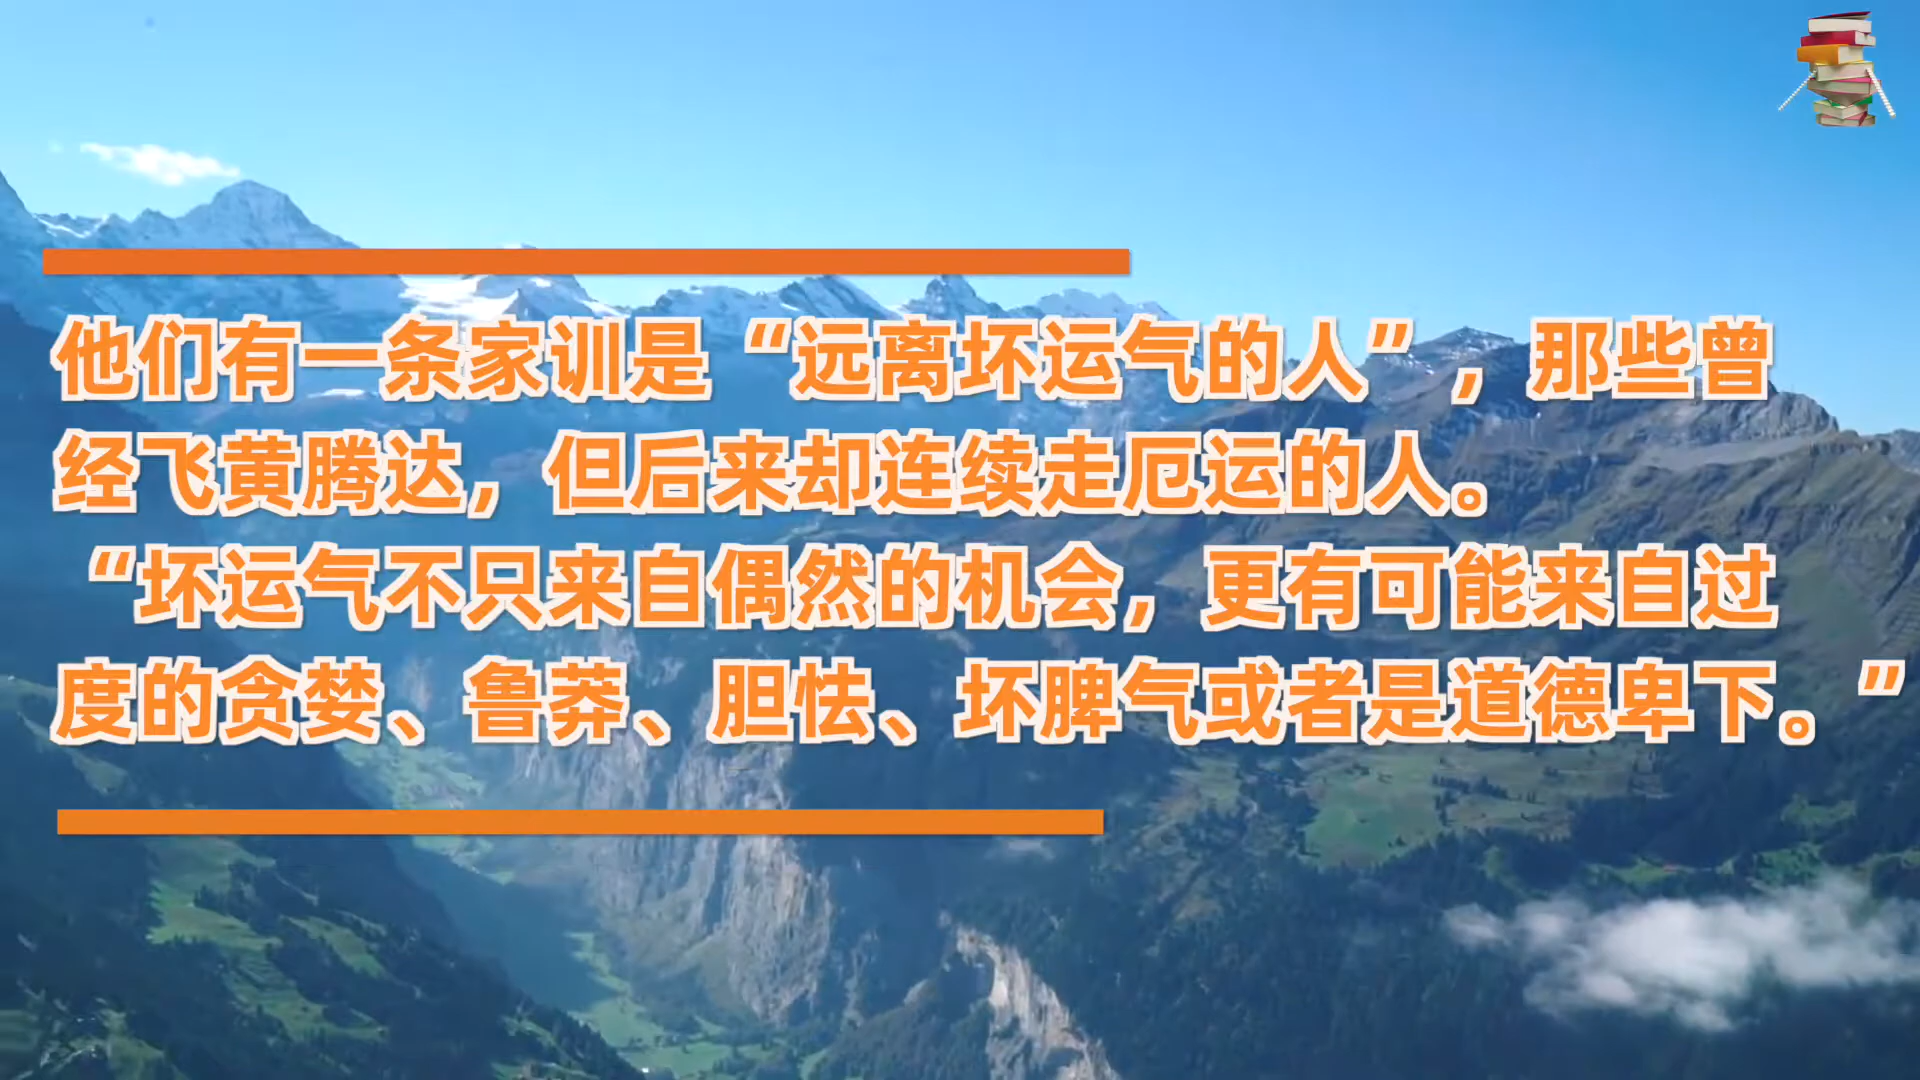 他们有一条家训是“远离坏运气的人”，那些曾
经飞黄腾达，但后来却连续走厄运的人。
“坏运气不只来自偶然的机会，更有可能来自过
度的贪婪、鲁莽、胆怯、坏脾气或者是道德卑下。”